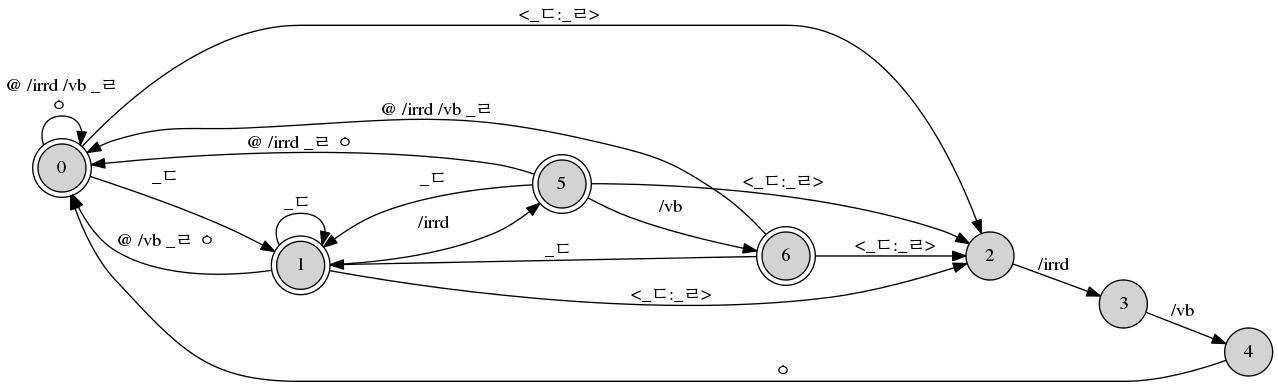 <_ㄷ:_ㄹ>
@ /irrd /vb _ㄹ
ㅇ
@ /irrd /vb _ㄹ
@ /irrd _ㄹ ㅇ
0
_ㄷ
_ㄷ
5
<_ㄷ:_ㄹ>
_ㄷ
/irrd
/vb
@ /vb _ㄹ ㅇ
1
_ㄷ
6
<_ㄷ:_ㄹ>
2
/irrd
<_ㄷ:_ㄹ>
3
/vb
4
ㅇ